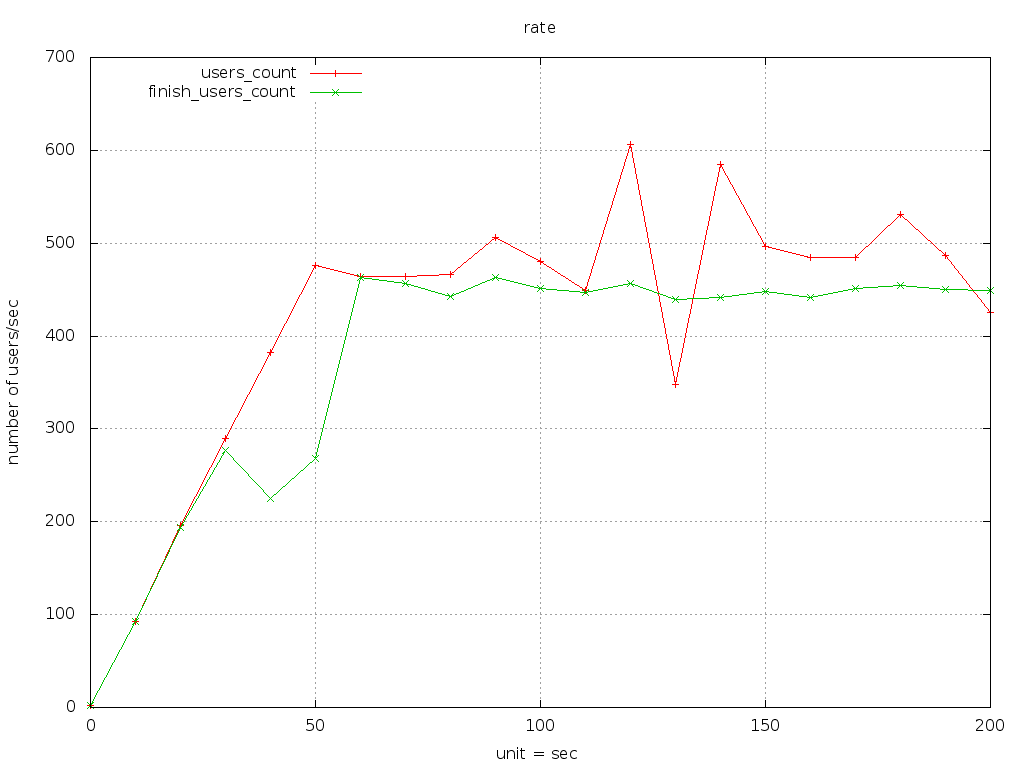 rate
700
users_count
finish_users_count
600
500
400
300
200
100
0
number of users/sec
0 50 100 150 200
unit = sec